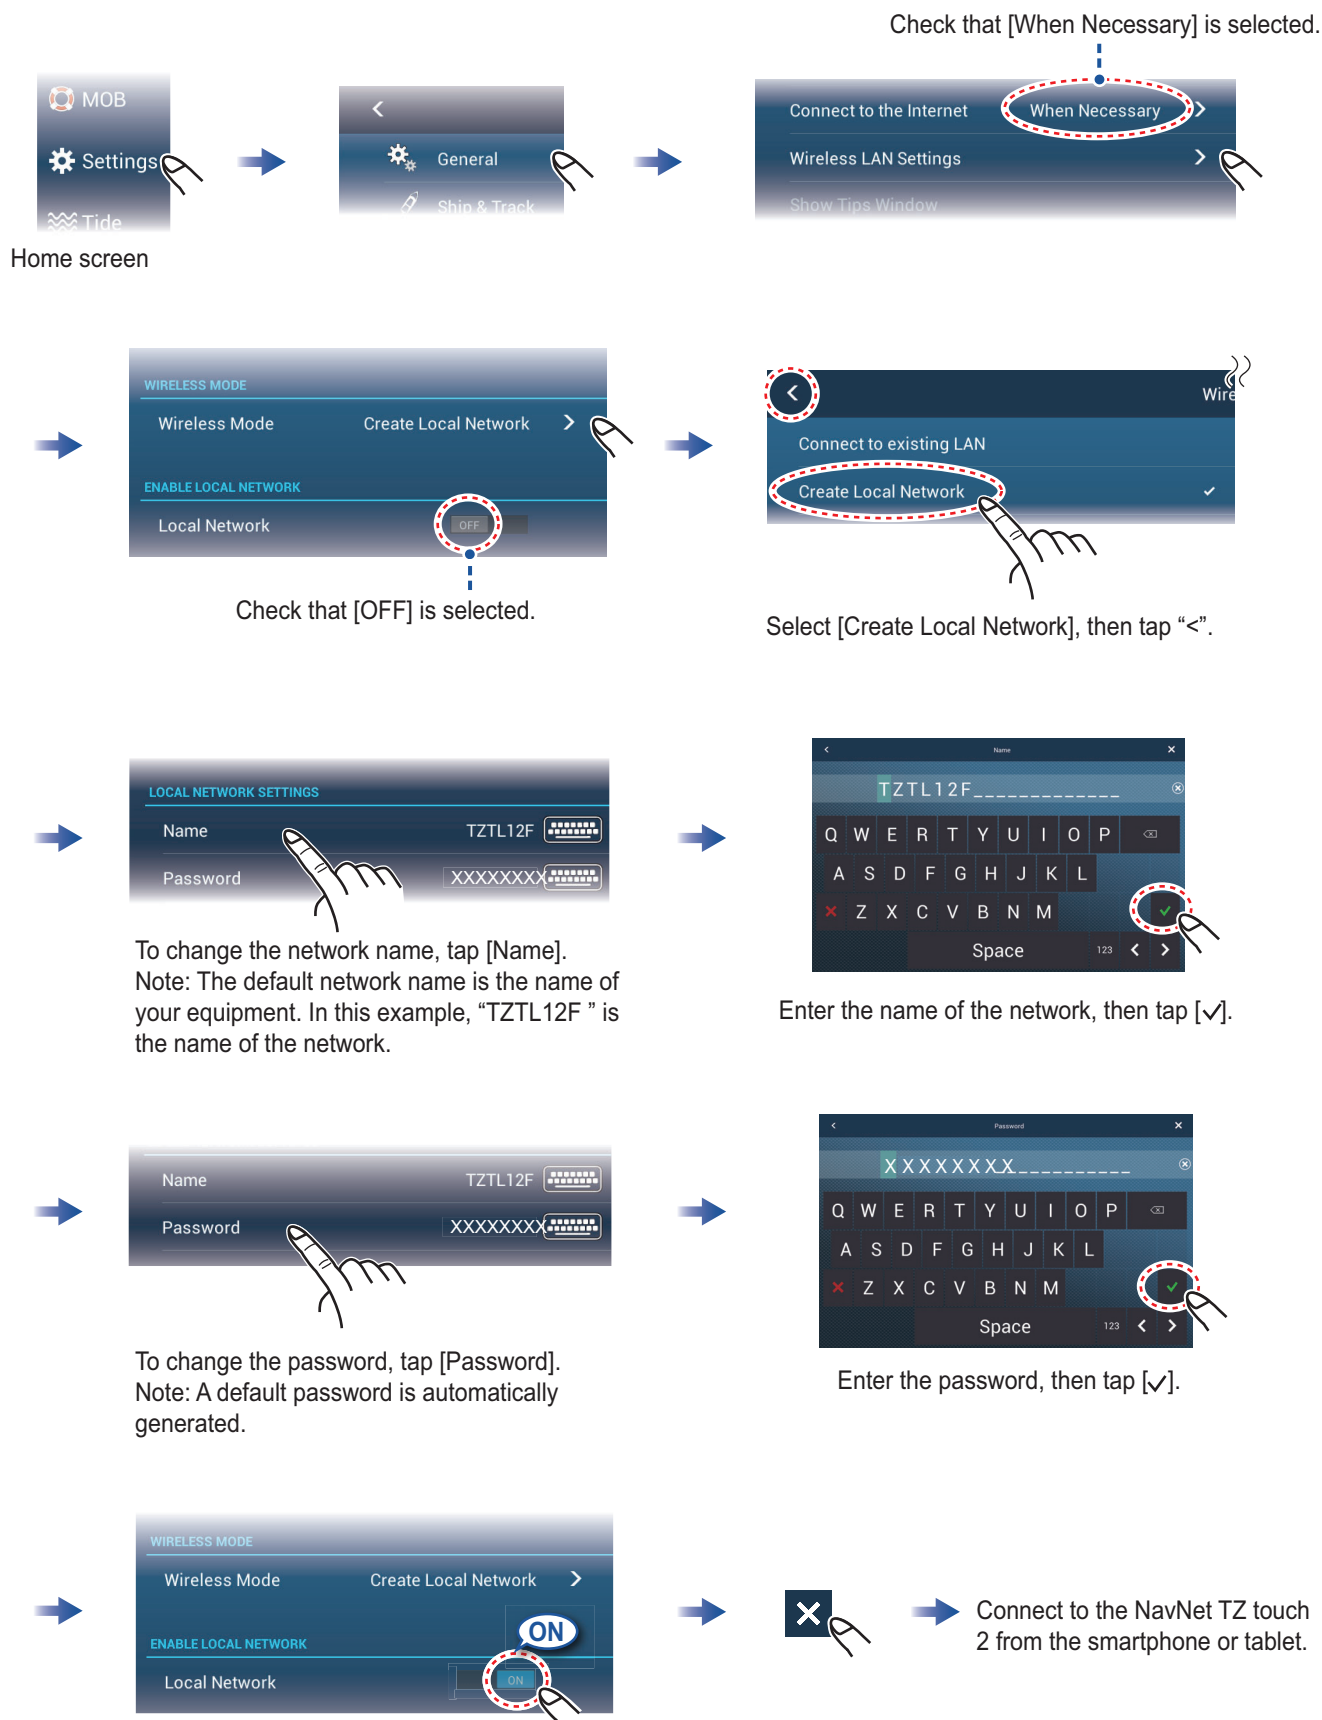 Check that [When Necessary] is selected.
MOB
Settings
Tide
Home screen
General
Ship & Track
Connect to the Internet When Necessary
Wireless LAN Settings
Show Tips Window
WIRELESS MODE
Wireless Mode Create Local Network
ENABLE LOCAL NETWORK
Local Network OFF
Check that [OFF] is selected.
< Wire
Connect to existing LAN
Create Local Network
Select [Create Local Network], then tap “<”.
LOCAL NETWORK SETTINGS
Name TZTL12F
Password XXXXXXXX
To change the network name, tap [Name].
Note: The default network name is the name of
your equipment. In this example, “TZTL12F ” is
the name of the network.
Name
TZTL12F_____________
Q W E R T Y U I O P
A S D F G H J K L
Z X C V B N M
Space 123 < >
Enter the name of the network, then tap [✓].
Name TZTL12F
Password XXXXXXXX
To change the password, tap [Password].
Note: A default password is automatically
generated.
Password
XXXXXXXX__________
Q W E R T Y U I O P
A S D F G H J K L
Z X C V B N M
Space 123 < >
Enter the password, then tap [✓].
WIRELESS MODE
Wireless Mode Create Local Network
ON
ENABLE LOCAL NETWORK
Local Network ON
Connect to the NavNet TZ touch
2 from the smartphone or tablet.